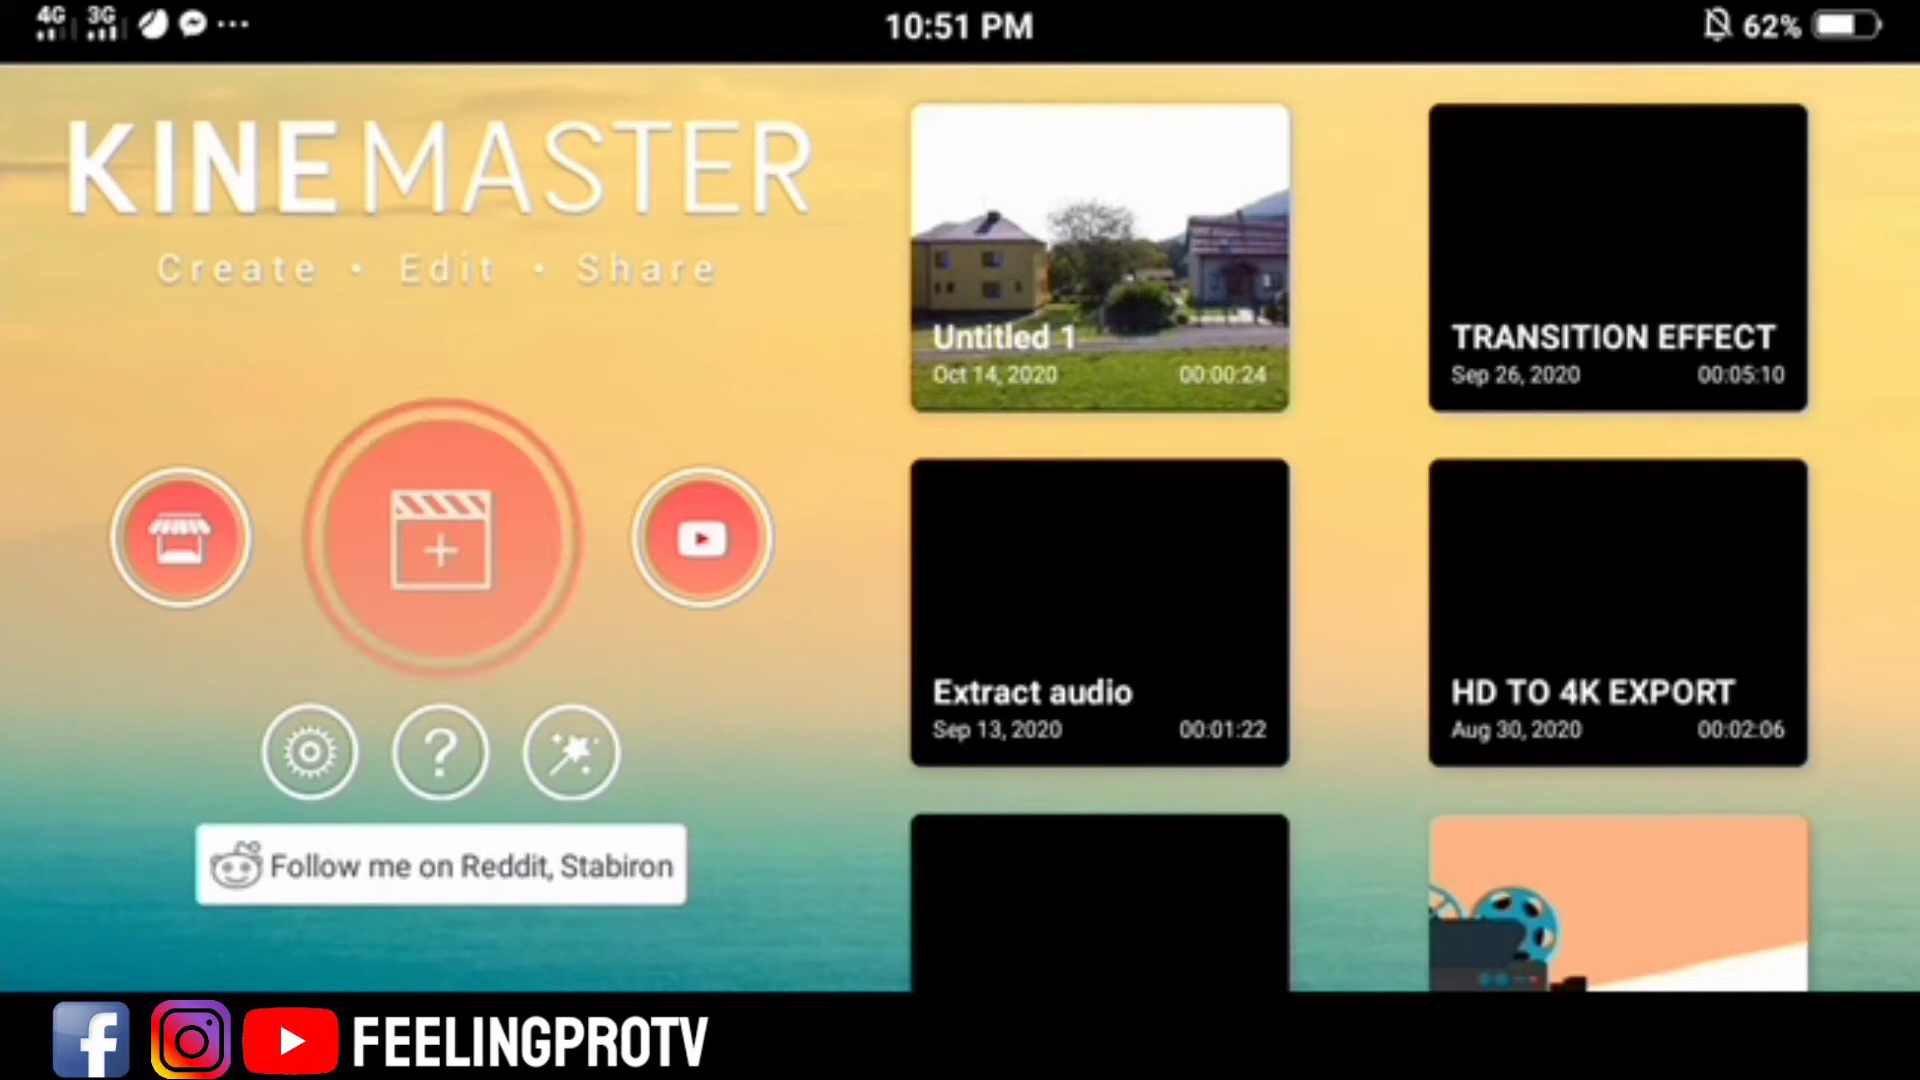 4G 3G
10:51 PM
62%
KINEMASTER
Create • Edit • Share
Untitled 1
Oct 14, 2020 00:00:24
TRANSITION EFFECT
Sep 26, 2020 00:05:10
Extract audio
Sep 13, 2020 00:01:22
HD TO 4K EXPORT
Aug 30, 2020 00:02:06
?
Follow me on Reddit, Stabiron
FEELINGPROTV